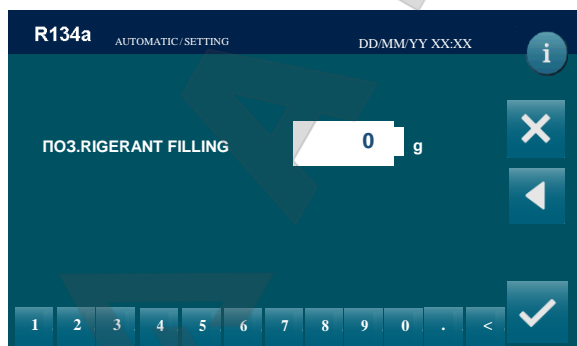 R134a AUTOMATIC/SETTING DD/MM/YY XX:XX
i
ПОЗ.RIGERANT FILLING 0 g
1 2 3 4 5 6 7 8 9 0 . <